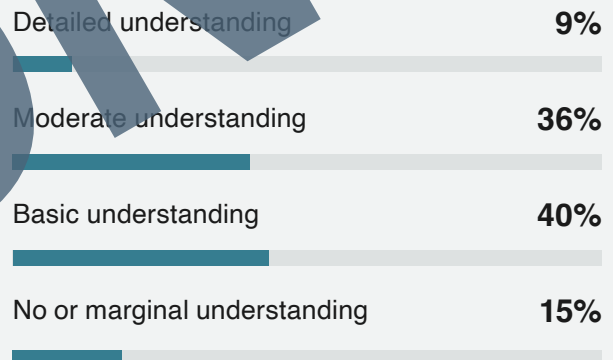 Detailed understanding 9%
Moderate understanding 36%
Basic understanding 40%
No or marginal understanding 15%